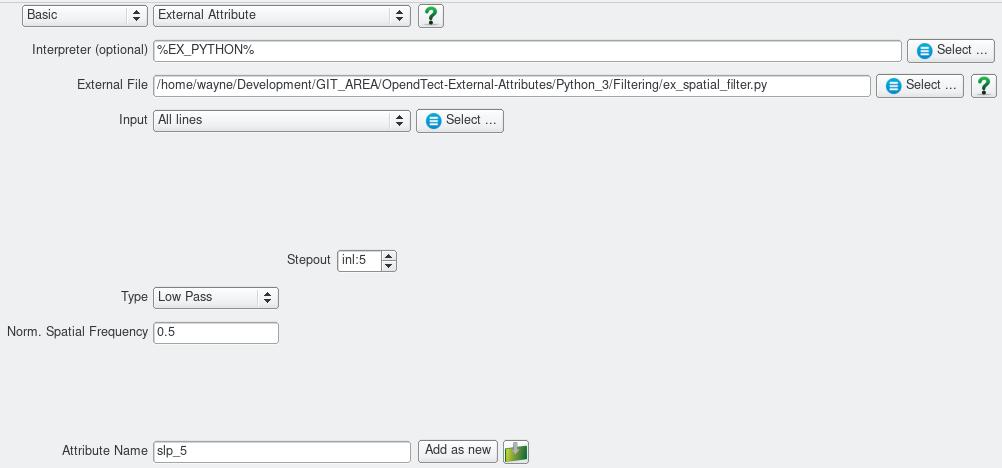 Basic External Attribute ?
Interpreter (optional) %EX_PYTHON% Select ...
External File /home/wayne/Development/GIT_AREA/OpendTect-External-Attributes/Python_3/Filtering/ex_spatial_filter.py Select ... ?
Input All lines Select ...
Stepout inl:5
Type Low Pass
Norm. Spatial Frequency 0.5
Attribute Name slp_5 Add as new